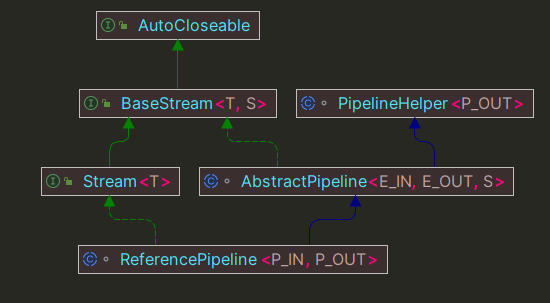 AutoCloseable
BaseStream<T, S>
PipelineHelper<P_OUT>
Stream<T>
AbstractPipeline<E_IN, E_OUT, S>
ReferencePipeline<P_IN, P_OUT>